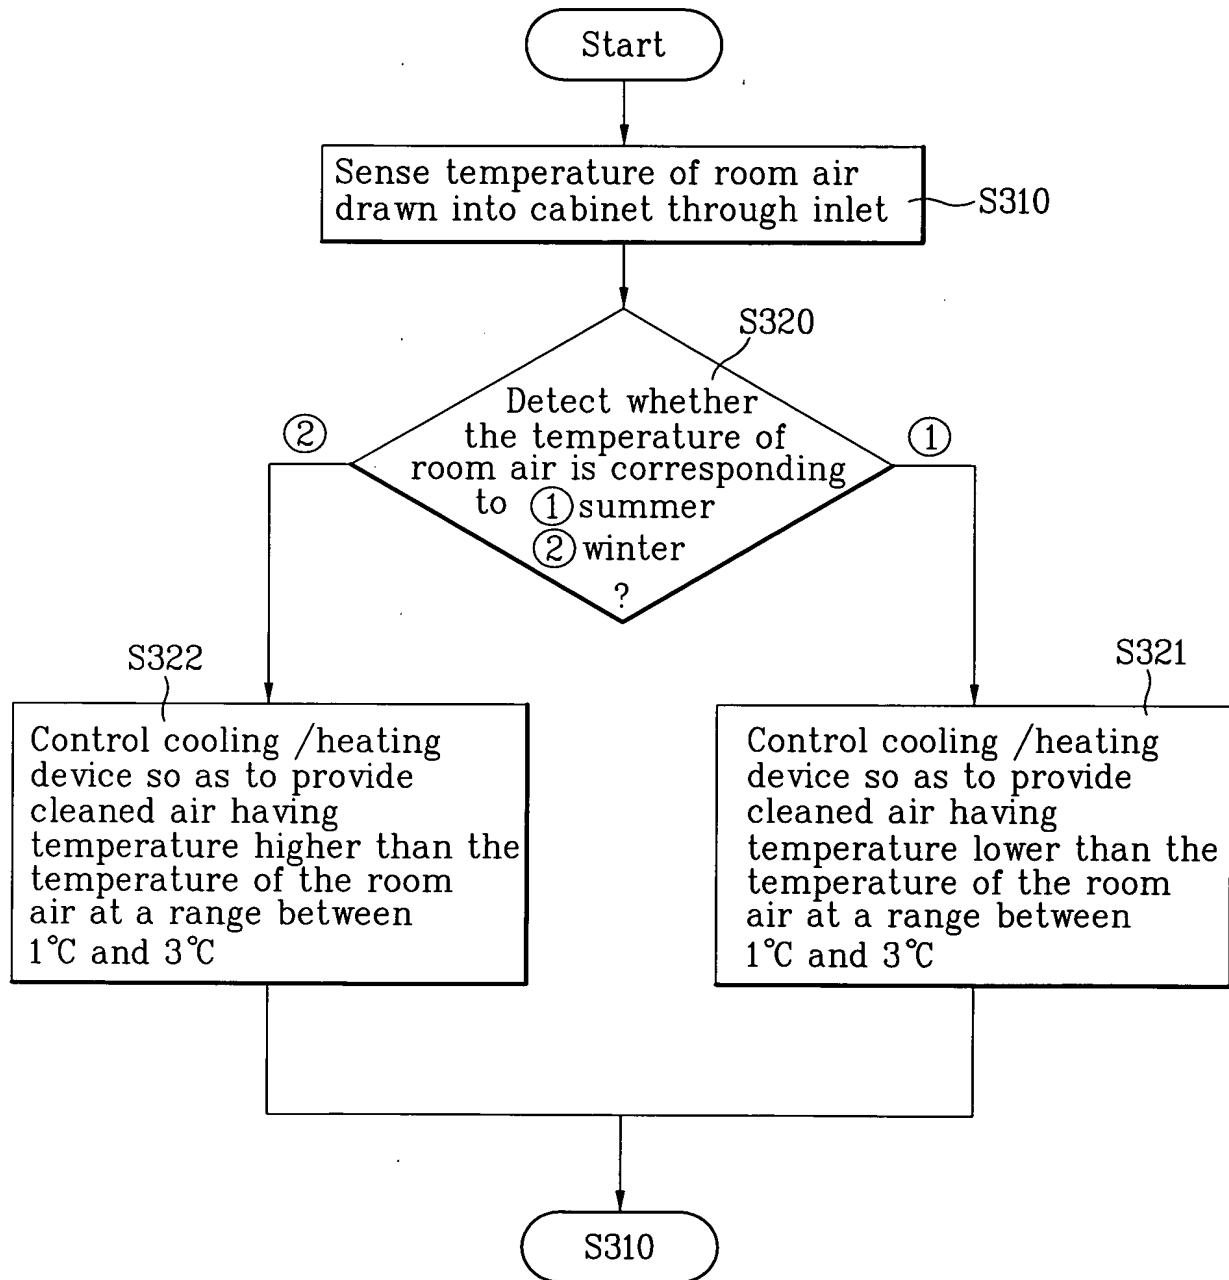 Start
Sense temperature of room air
drawn into cabinet through inlet
S310
S320
Detect whether
the temperature of
room air is corresponding
to ① summer
② winter
?
②
①
S322
Control cooling /heating
device so as to provide
cleaned air having
temperature higher than the
temperature of the room
air at a range between
1℃ and 3℃
S321
Control cooling /heating
device so as to provide
cleaned air having
temperature lower than the
temperature of the room
air at a range between
1℃ and 3℃
S310